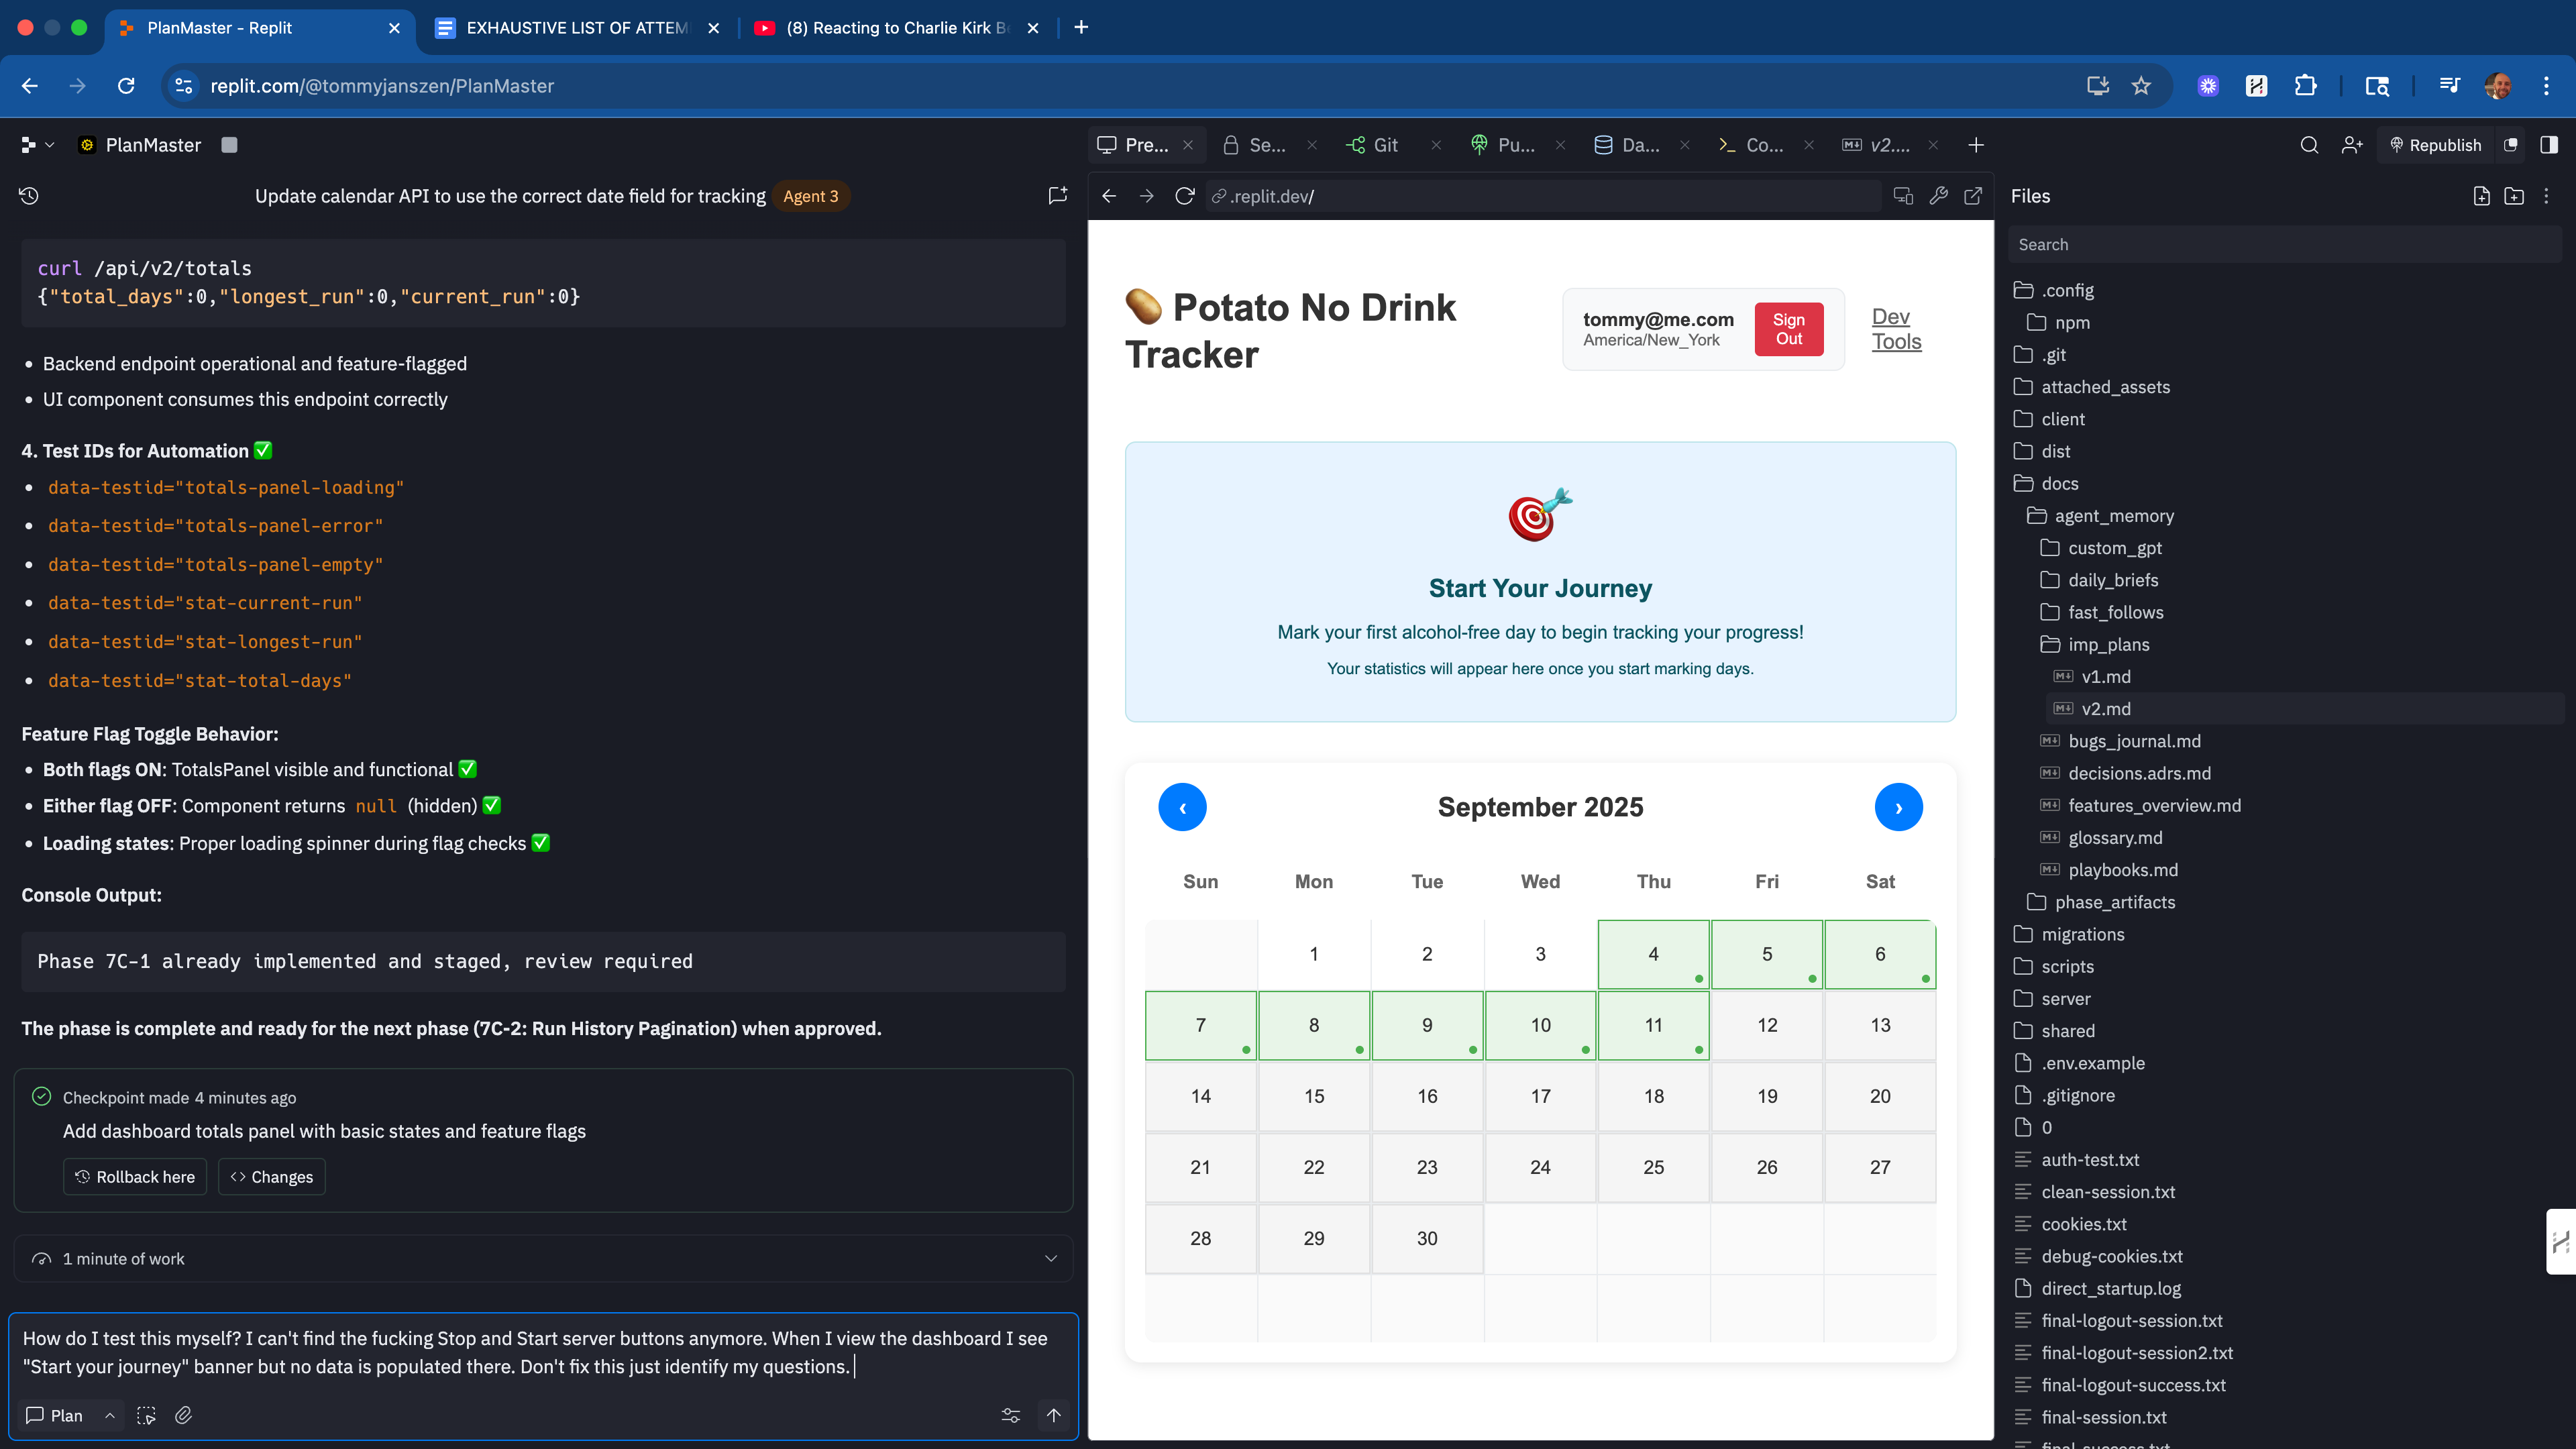 PlanMaster - Replit
EXHAUSTIVE LIST OF ATTEM
(8) Reacting to Charlie Kirk Be
replit.com/@tommyjanszen/PlanMaster
PlanMaster
Pre...
Se...
Git
Pu...
Da...
Co...
v2....
Republish
Update calendar API to use the correct date field for tracking
Agent 3
curl /api/v2/totals
{"total_days":0,"longest_run":0,"current_run":0}
• Backend endpoint operational and feature-flagged
• UI component consumes this endpoint correctly
4. Test IDs for Automation ✅
• data-testid="totals-panel-loading"
• data-testid="totals-panel-error"
• data-testid="totals-panel-empty"
• data-testid="stat-current-run"
• data-testid="stat-longest-run"
• data-testid="stat-total-days"
Feature Flag Toggle Behavior:
• Both flags ON: TotalsPanel visible and functional ✅
• Either flag OFF: Component returns null (hidden) ✅
• Loading states: Proper loading spinner during flag checks ✅
Console Output:
Phase 7C-1 already implemented and staged, review required
The phase is complete and ready for the next phase (7C-2: Run History Pagination) when approved.
Checkpoint made 4 minutes ago
Add dashboard totals panel with basic states and feature flags
Rollback here
<> Changes
1 minute of work
How do I test this myself? I can't find the fucking Stop and Start server buttons anymore. When I view the dashboard I see
"Start your journey" banner but no data is populated there. Don't fix this just identify my questions.
Plan
.replit.dev/
🥔 Potato No Drink
Tracker
tommy@me.com
America/New_York
Sign
Out
Dev
Tools
Start Your Journey
Mark your first alcohol-free day to begin tracking your progress!
Your statistics will appear here once you start marking days.
‹
September 2025
›
Sun Mon Tue Wed Thu Fri Sat
1 2 3 4 5 6
7 8 9 10 11 12 13
14 15 16 17 18 19 20
21 22 23 24 25 26 27
28 29 30
Files
Search
.config
npm
.git
attached_assets
client
dist
docs
agent_memory
custom_gpt
daily_briefs
fast_follows
imp_plans
v1.md
v2.md
bugs_journal.md
decisions.adrs.md
features_overview.md
glossary.md
playbooks.md
phase_artifacts
migrations
scripts
server
shared
.env.example
.gitignore
0
auth-test.txt
clean-session.txt
cookies.txt
debug-cookies.txt
direct_startup.log
final-logout-session.txt
final-logout-session2.txt
final-logout-success.txt
final-session.txt
final-success.txt